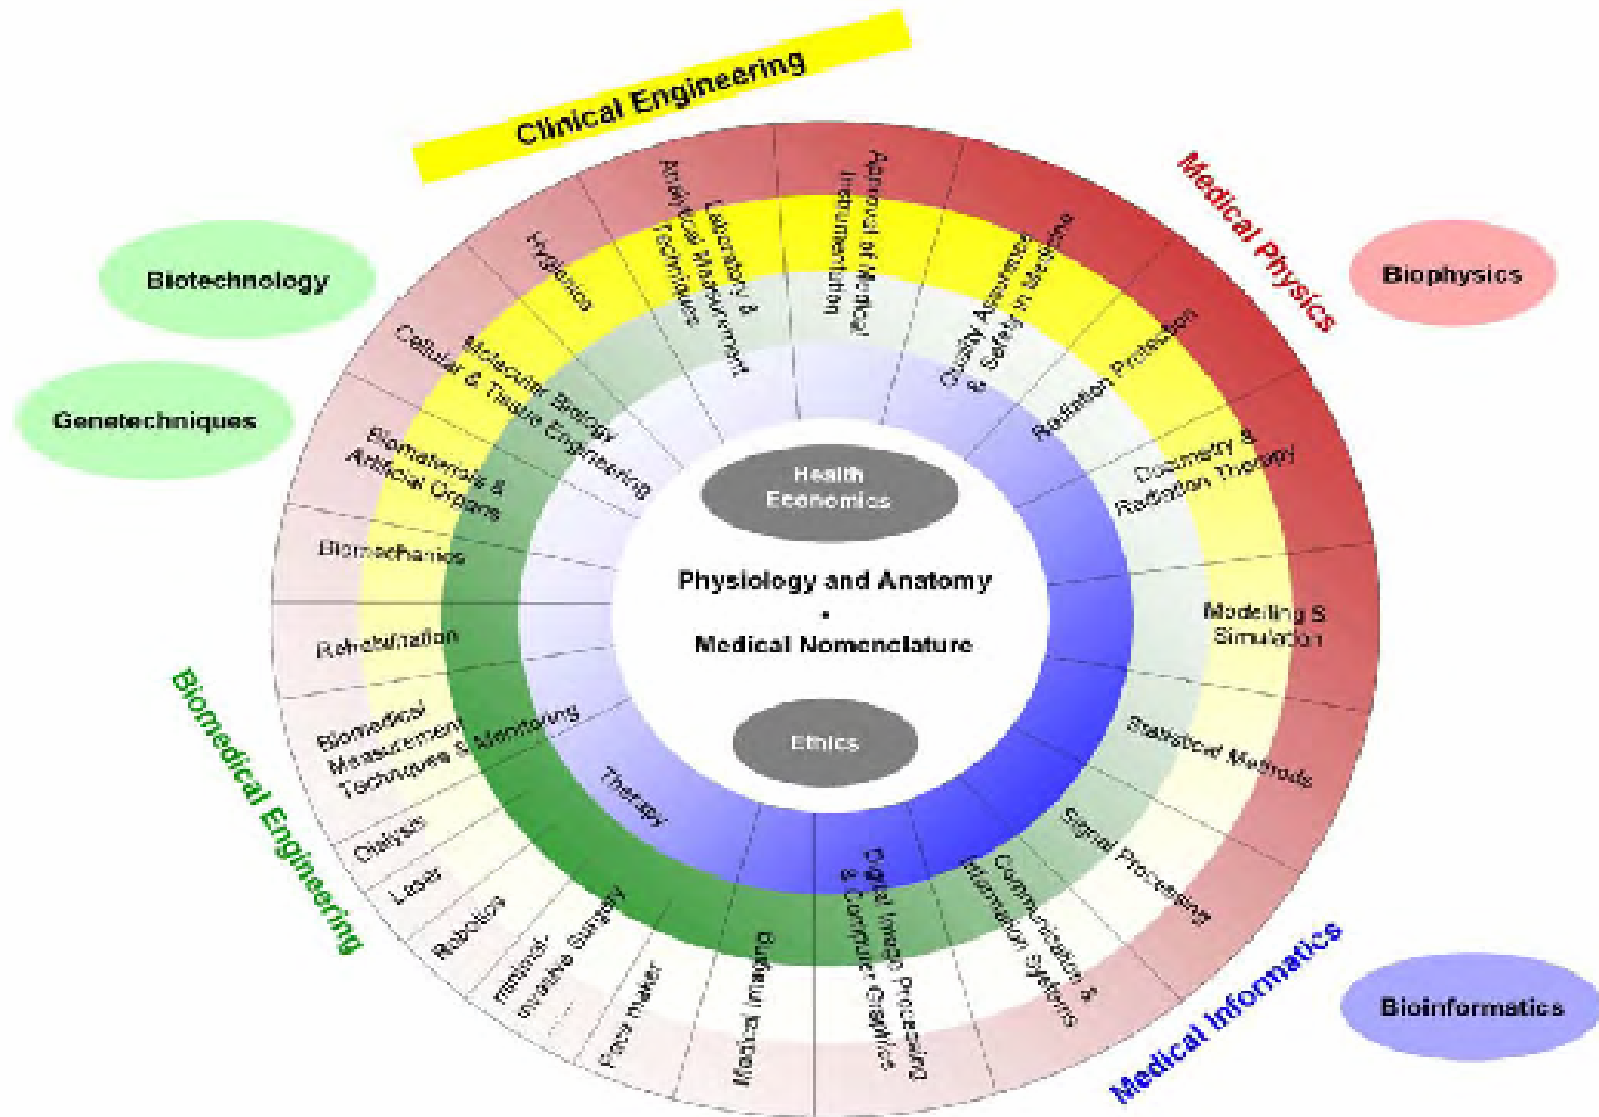 Clinical Engineering
Medical Physics
Biophysics
Biotechnology
Genetechniques
Biomedical Engineering
Medical Informatics
Bioinformatics
Approval of Medical
Instrumentation
Quality Assurance
& Safety in Medicine
Radiation Protection
Dosimetry &
Radiation Therapy
Modelling &
Simulation
Statistical Methods
Signal Processing
Communication &
Information Systems
Digital Image Processing
& Computer Graphics
Medical Imaging
Pace maker
minimal-
invasive Surgery
......
Robotics
Laser
Dialysis
Therapy
Biomedical
Measurement
Techniques & Monitoring
Rehabilitation
Biomechanics
Biomaterials &
Artificial Organs
Molecular Biology
Cellular & Tissue Engineering
Hygienics
Laboratory &
Analytical Measurement
Techniques
Health
Economics
Physiology and Anatomy
•
Medical Nomenclature
Ethics